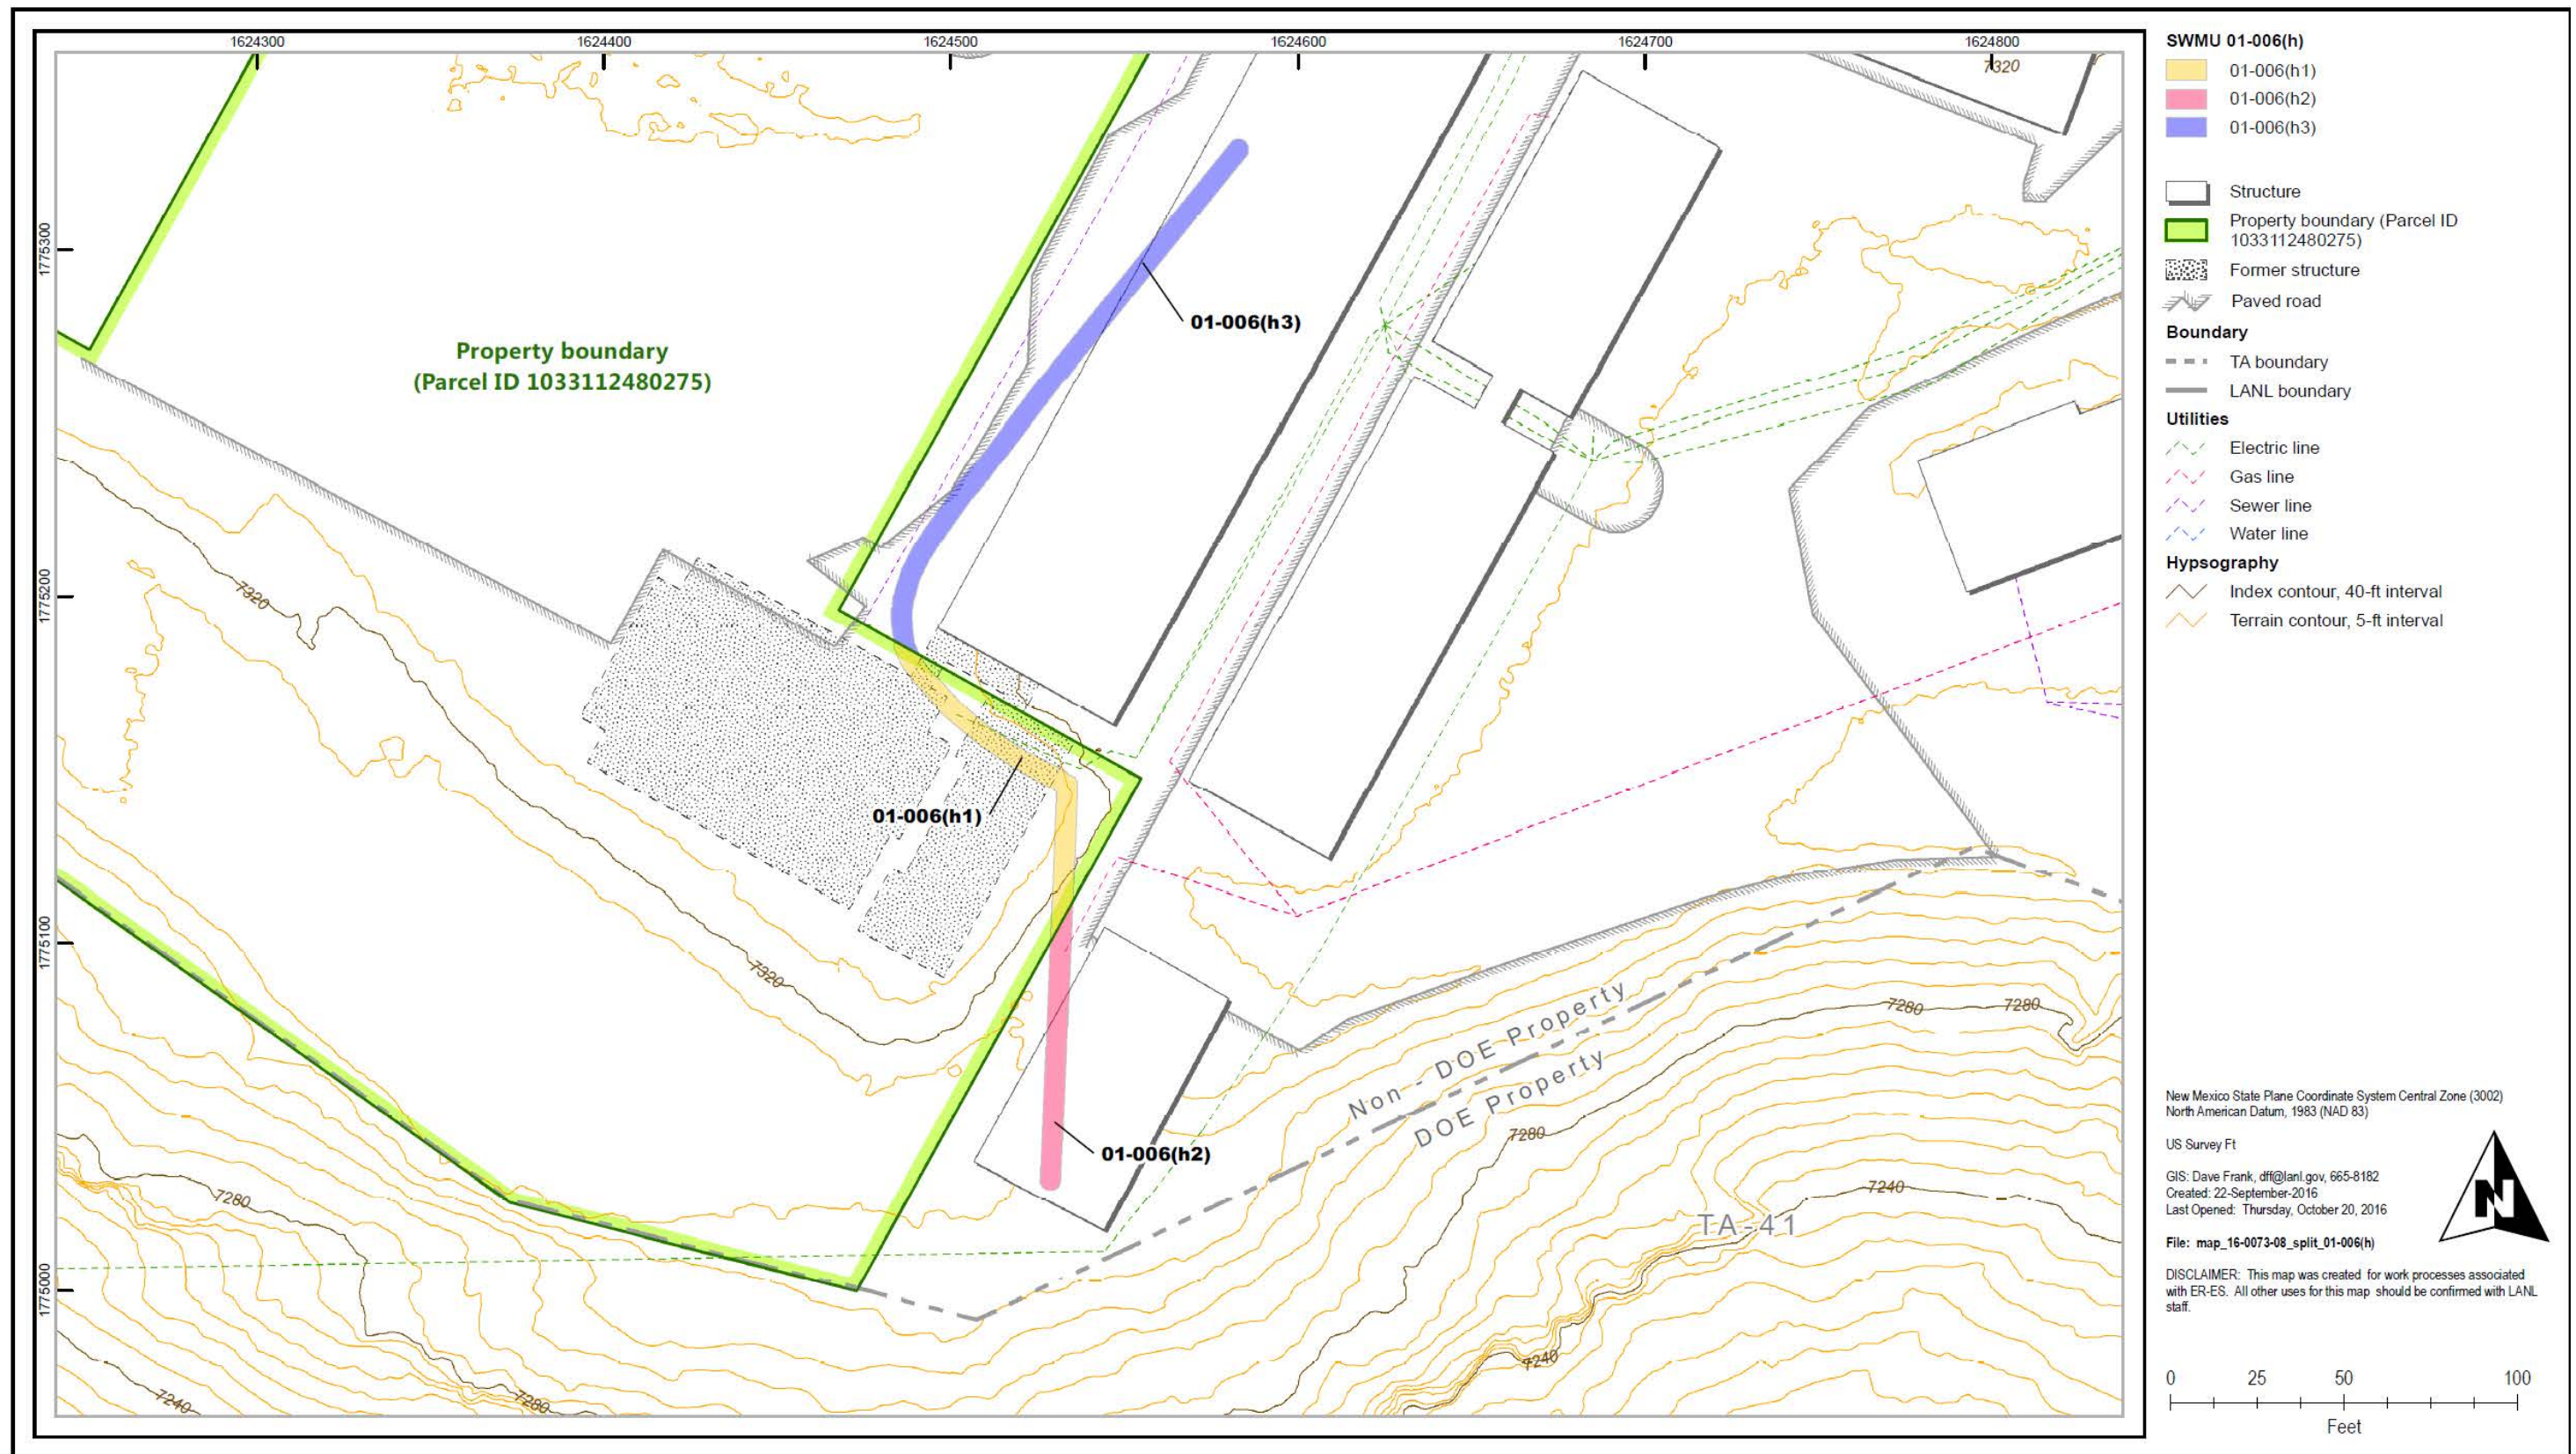 1624300 1624400 1624500 1624600 1624700 1624800
1775300
1775200
1775100
1775000
7320
01-006(h3)
Property boundary
(Parcel ID 1033112480275)
7320
01-006(h1)
7320
7280 7280
Non - DOE Property
DOE Property
7280
01-006(h2)
7280
7240
TA-41
7240
7240
7280
SWMU 01-006(h)
01-006(h1)
01-006(h2)
01-006(h3)
Structure
Property boundary (Parcel ID
1033112480275)
Former structure
Paved road
Boundary
TA boundary
LANL boundary
Utilities
Electric line
Gas line
Sewer line
Water line
Hypsography
Index contour, 40-ft interval
Terrain contour, 5-ft interval
New Mexico State Plane Coordinate System Central Zone (3002)
North American Datum, 1983 (NAD 83)
US Survey Ft
GIS: Dave Frank, dff@lanl.gov, 665-8182
Created: 22-September-2016
Last Opened: Thursday, October 20, 2016
File: map_16-0073-08_split_01-006(h)
N
DISCLAIMER: This map was created for work processes associated
with ER-ES. All other uses for this map should be confirmed with LANL
staff.
0 25 50 100
Feet